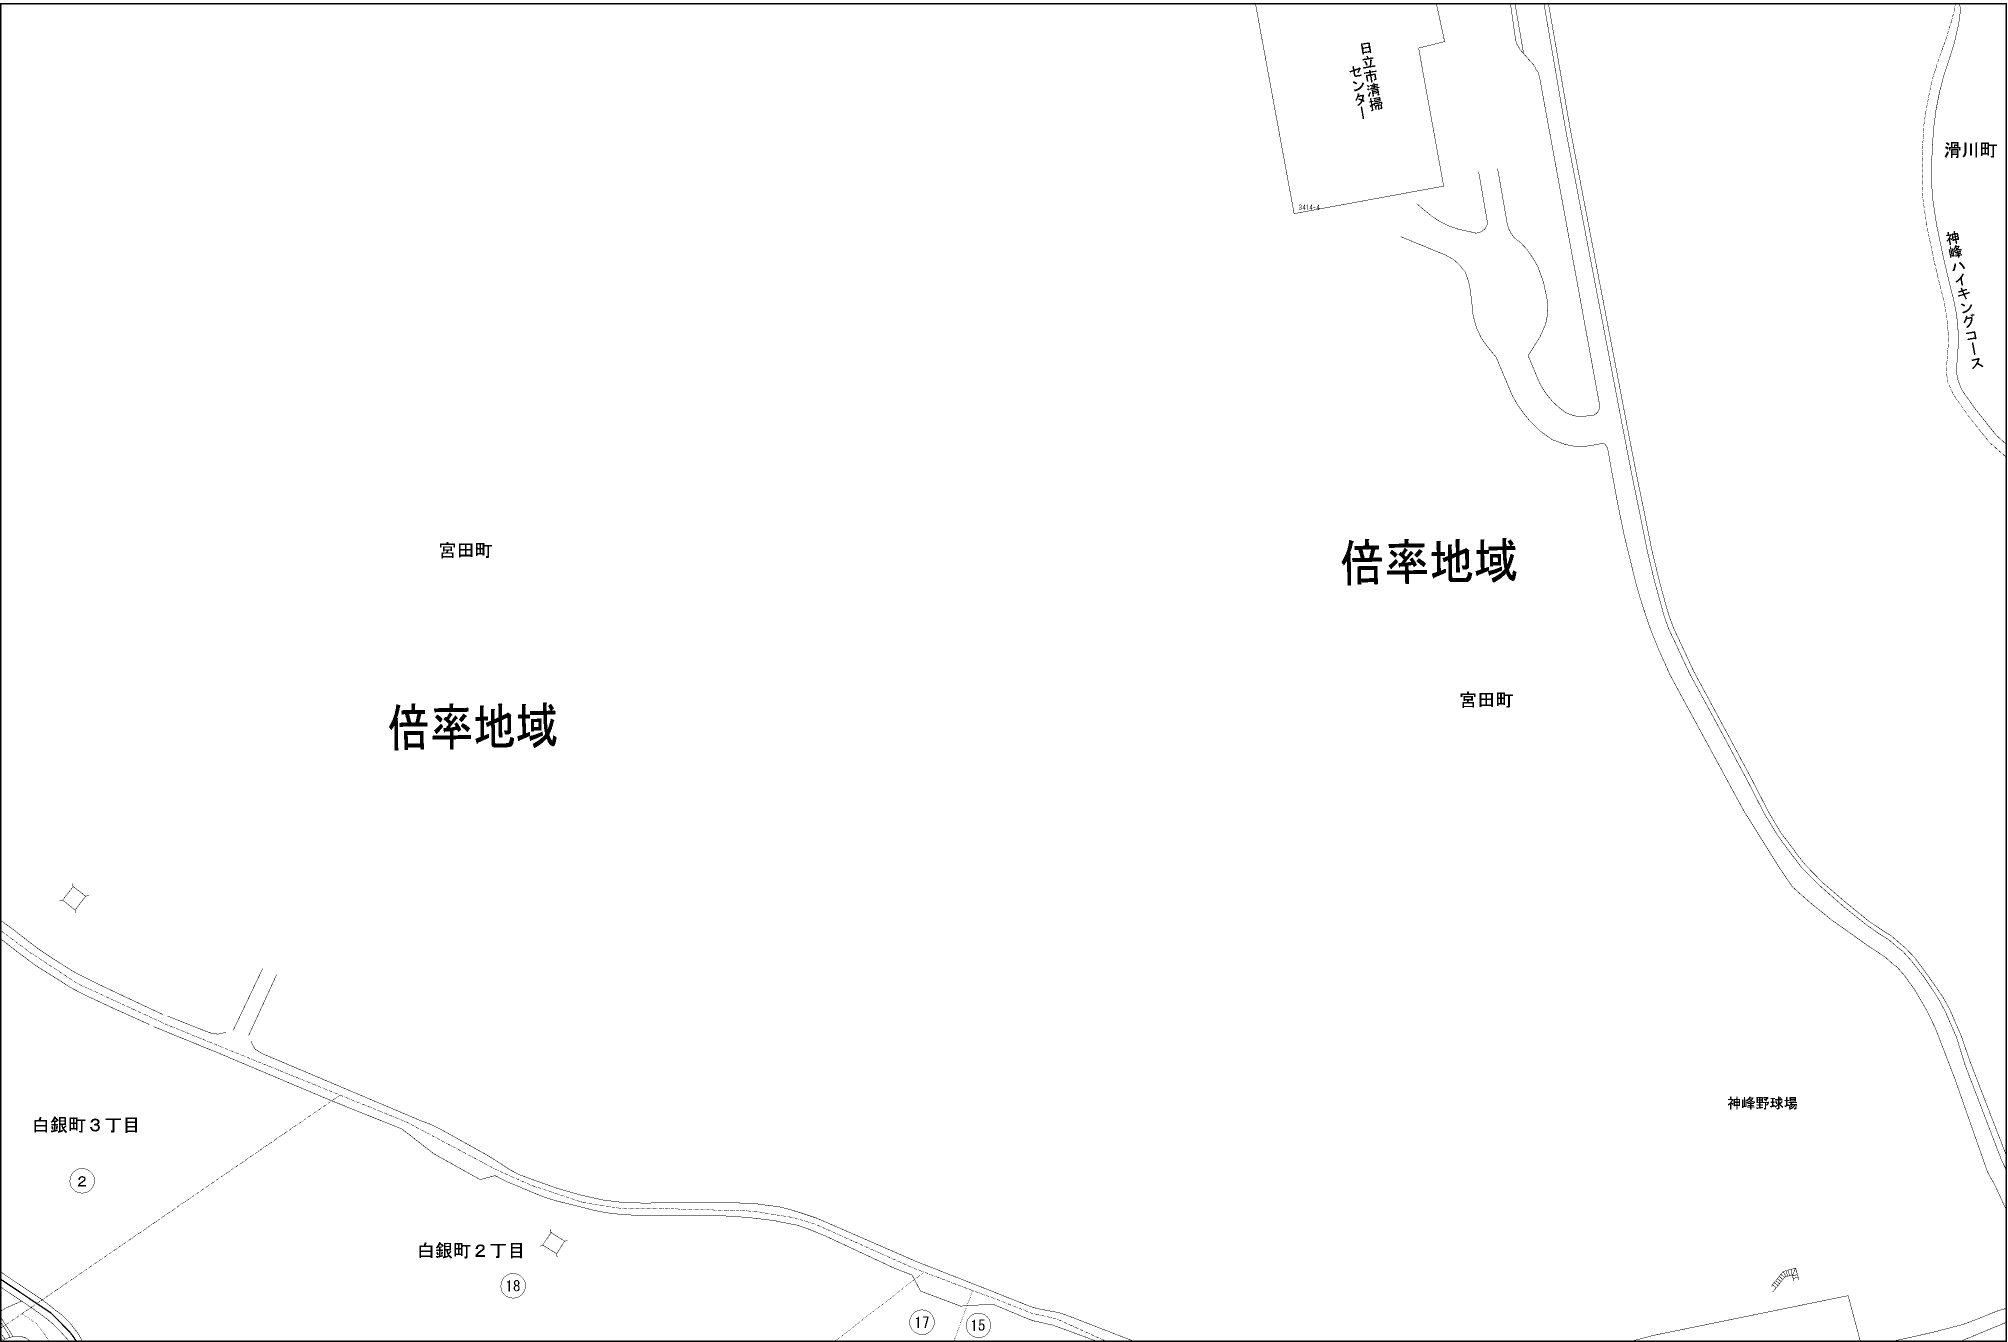 日立市清掃
センター
3414-4
滑川町
神峰ハイキングコース
宮田町
倍率地域
宮田町
倍率地域
神峰野球場
白銀町3丁目
2
白銀町2丁目
18
17
15